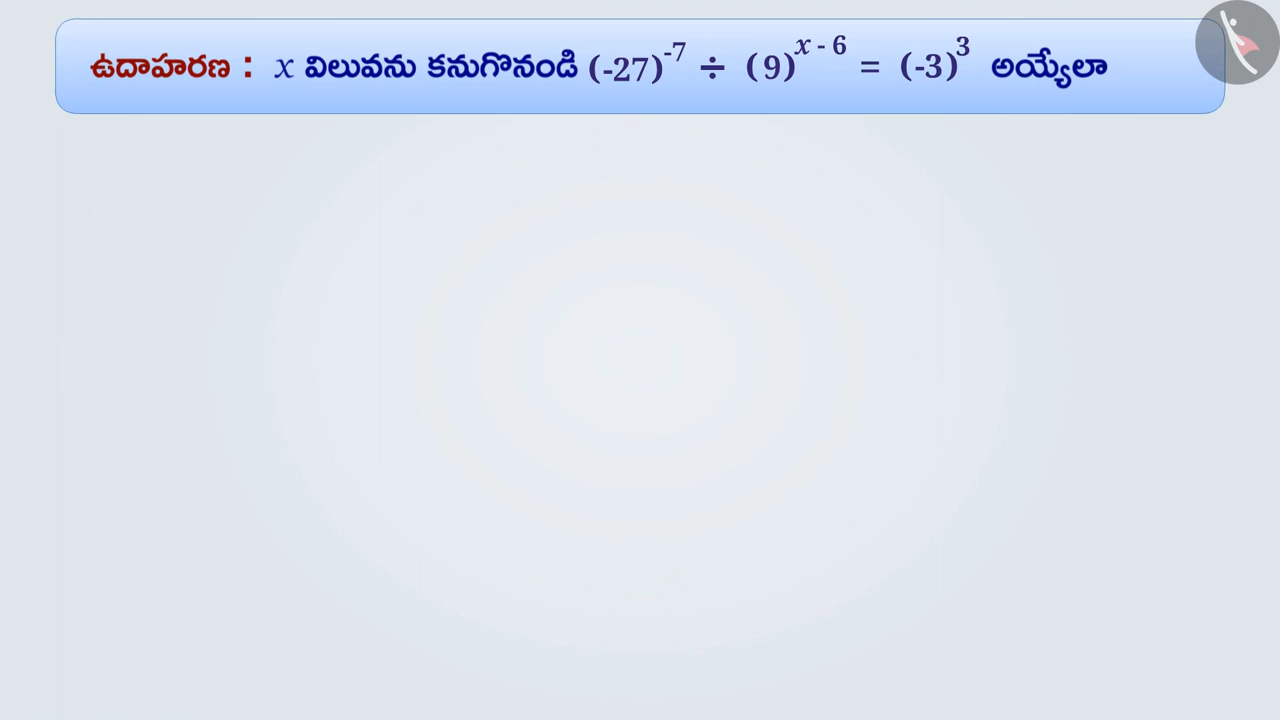 ఉదాహరణ : x విలువను కనుగొనండి (-27)⁻⁷ ÷ (9)ˣ ⁻ ⁶ = (-3)³ అయ్యేలా